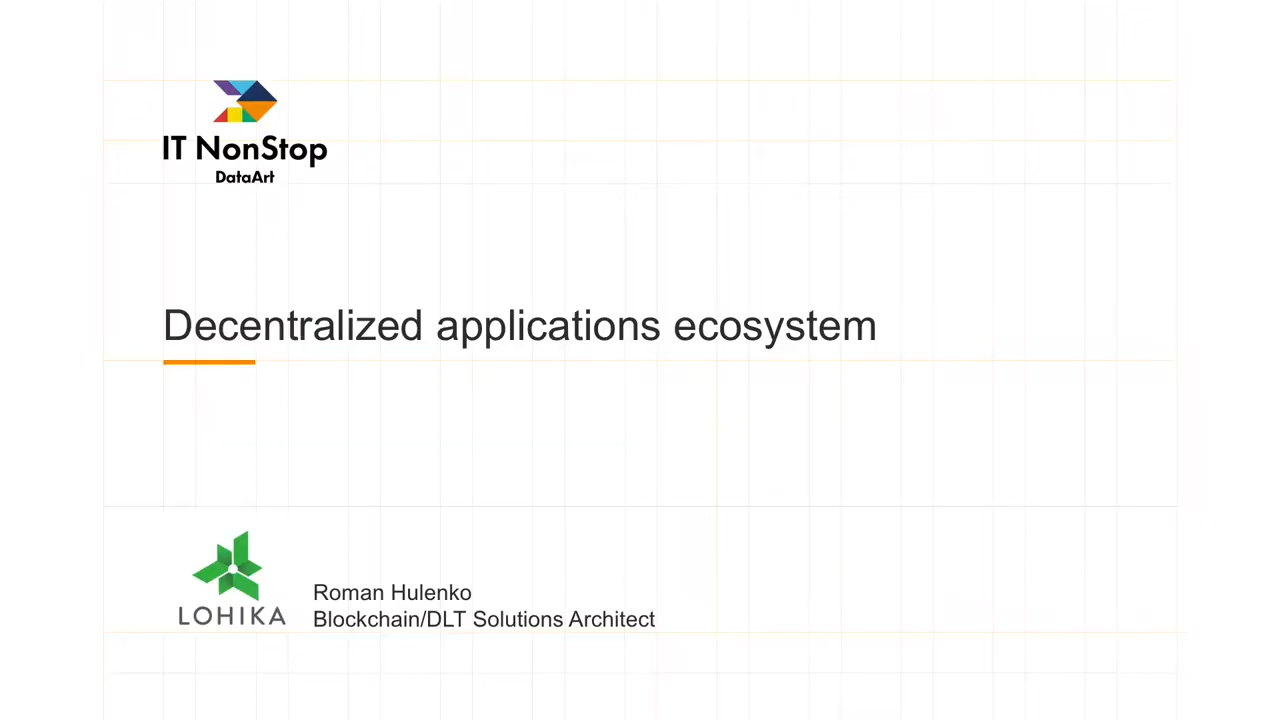 IT NonStop
DataArt
Decentralized applications ecosystem
LOHIKA
Roman Hulenko
Blockchain/DLT Solutions Architect